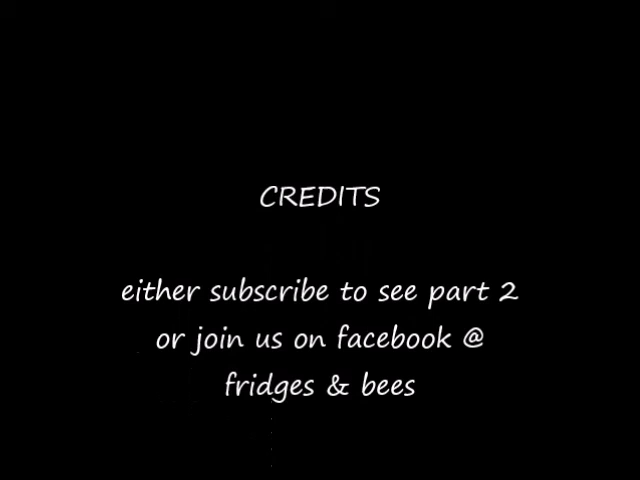 CREDITS
either subscribe to see part 2
or join us on facebook @
fridges & bees